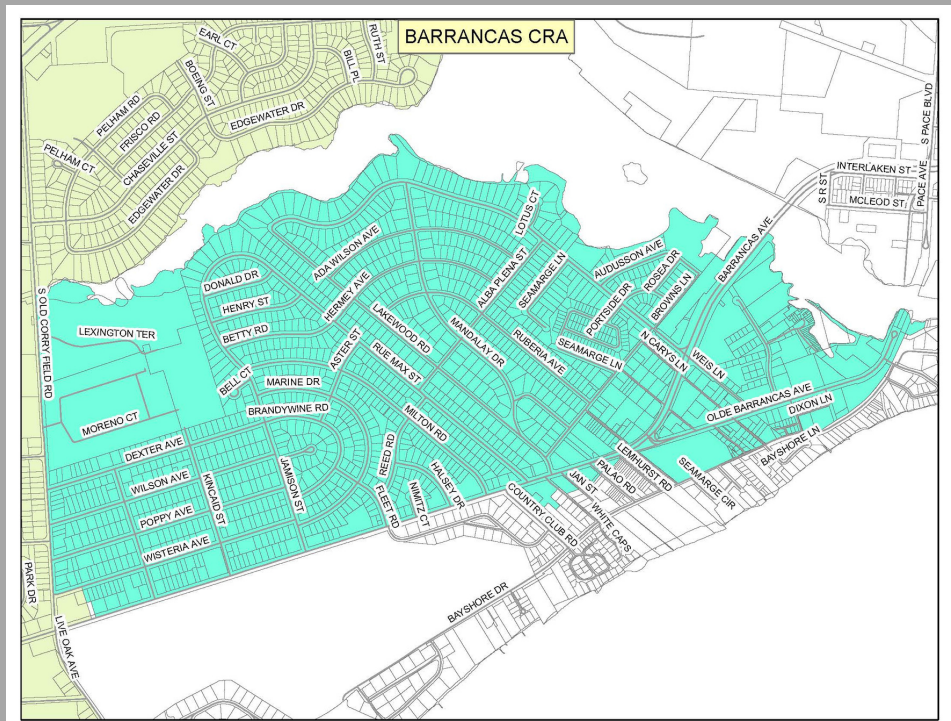 BARRANCAS CRA
EARL CT
RUTH ST
BILL PL
BOEING ST
EDGEWATER DR
PELHAM RD
FRISCO RD
CHASEVILLE ST
PELHAM CT
EDGEWATER DR
S PACE BLVD
INTERLAKEN ST
S R ST
MCLEOD ST
PACE AVE
LOTUS CT
BARRANCAS AVE
ADA WILSON AVE
AUDUSSON AVE
ALBA PLENA ST
SEAMARGE LN
ROSEA DR
DONALD DR
HENRY ST
HERMEY AVE
PORTSIDE DR
BROWNS LN
S OLD CORRY FIELD RD
LEXINGTON TER
BETTY RD
LAKEWOOD RD
MANDALAY DR
RUBERIA AVE
SEAMARGE LN
N CARYS LN
WEIS LN
ASTER ST
RUE MAX ST
BELL CT
MARINE DR
OLDE BARRANCAS AVE
DIXON LN
BRANDYWINE RD
MILTON RD
MORENO CT
DEXTER AVE
BAYSHORE LN
REED RD
LEMHURST RD
PALAO RD
SEAMARGE CIR
WILSON AVE
KINCAID ST
JAMISON ST
HALSEY DR
NIMITZ CT
JAN ST
FLEET RD
COUNTRY CLUB RD
WHITE CAPS
POPPY AVE
WISTERIA AVE
PARK DR
BAYSHORE DR
LIVE OAK AVE